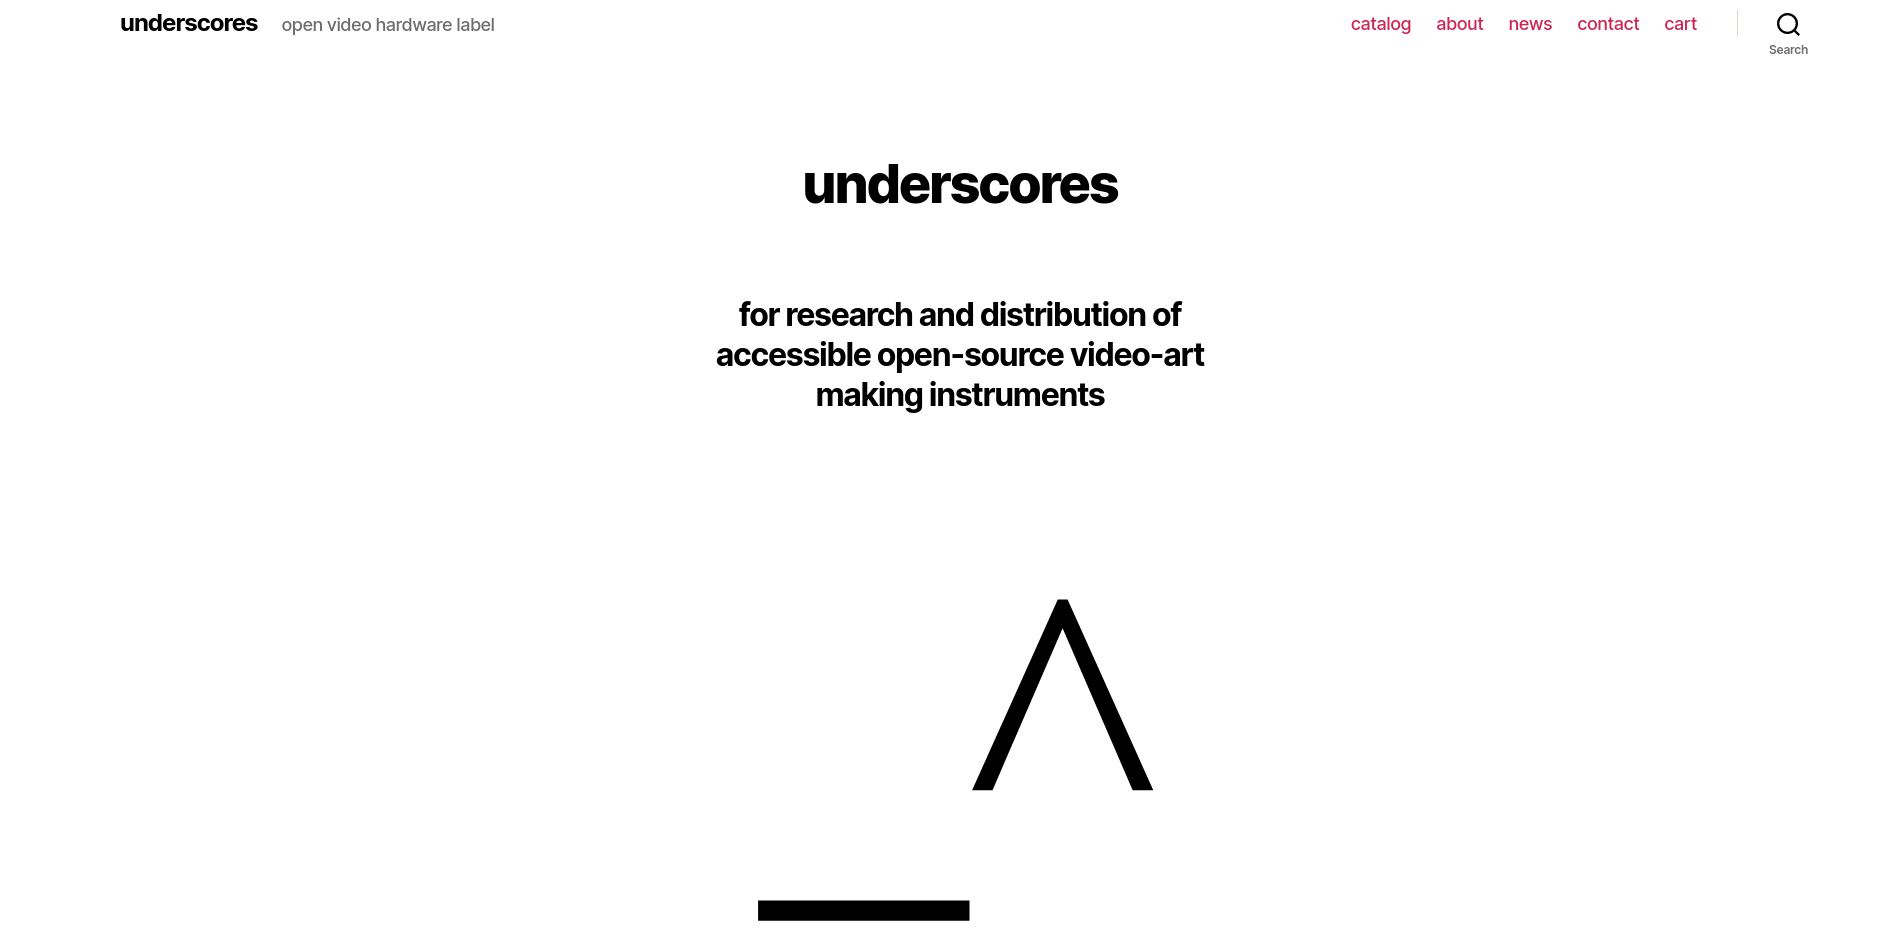 underscores open video hardware label catalog about news contact cart
Search
underscores
for research and distribution of
accessible open-source video-art
making instruments
_Λ